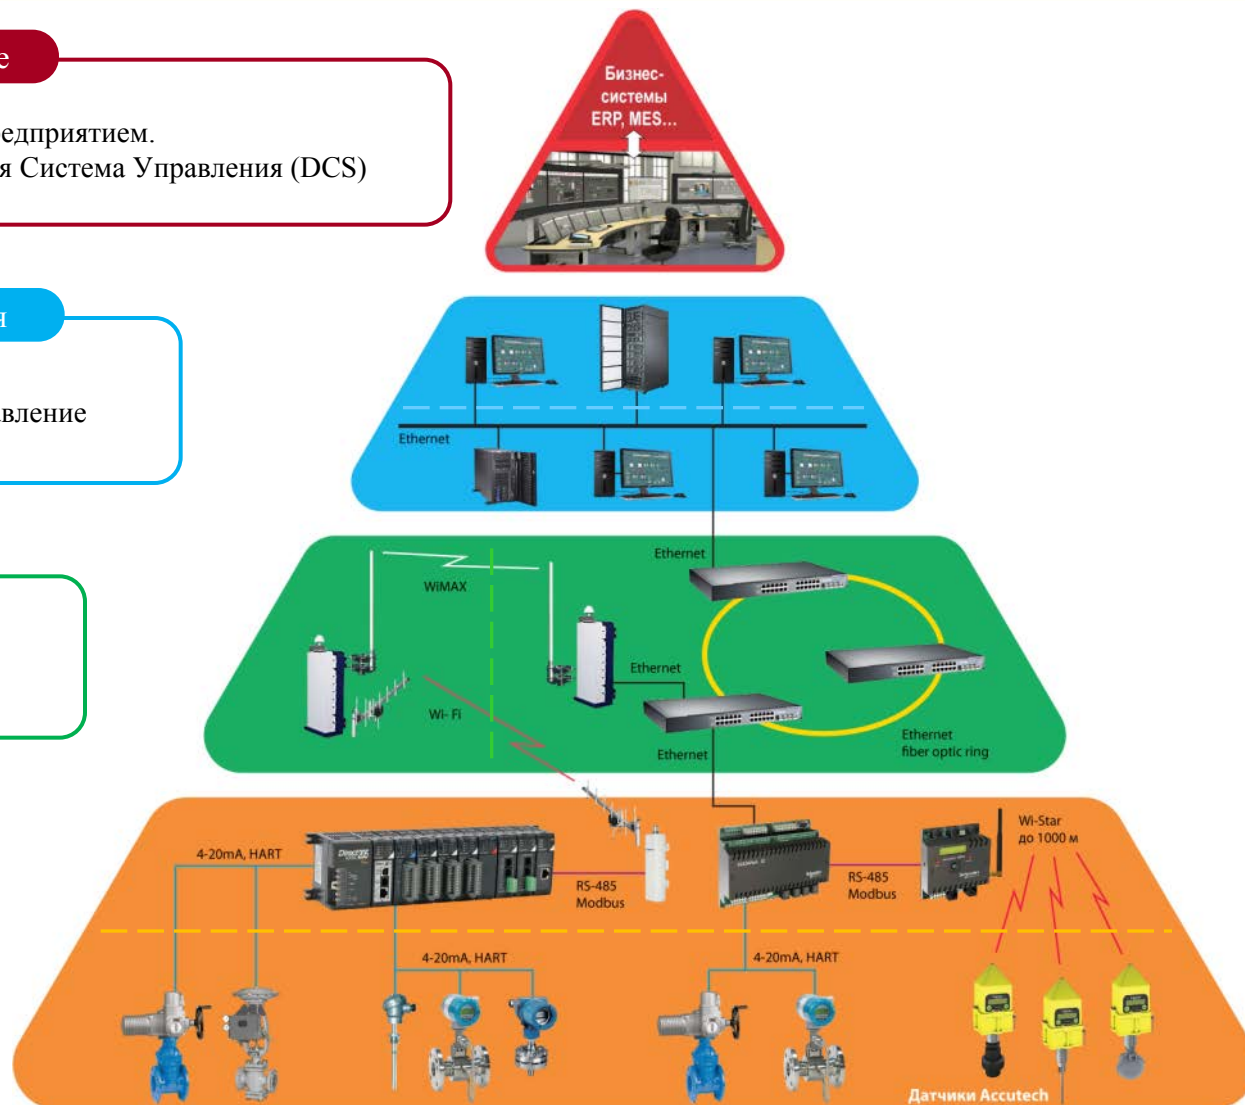 е
Бизнес-
системы
ERP, MES...
едприятием.
я Система Управления (DCS)
я
авление
Ethernet
Ethernet
WiMAX
Ethernet
Wi- Fi
Ethernet
Ethernet
fiber optic ring
Wi-Star
до 1000 м
4-20mA, HART
RS-485
Modbus
RS-485
Modbus
4-20mA, HART
4-20mA, HART
Датчики Accutech